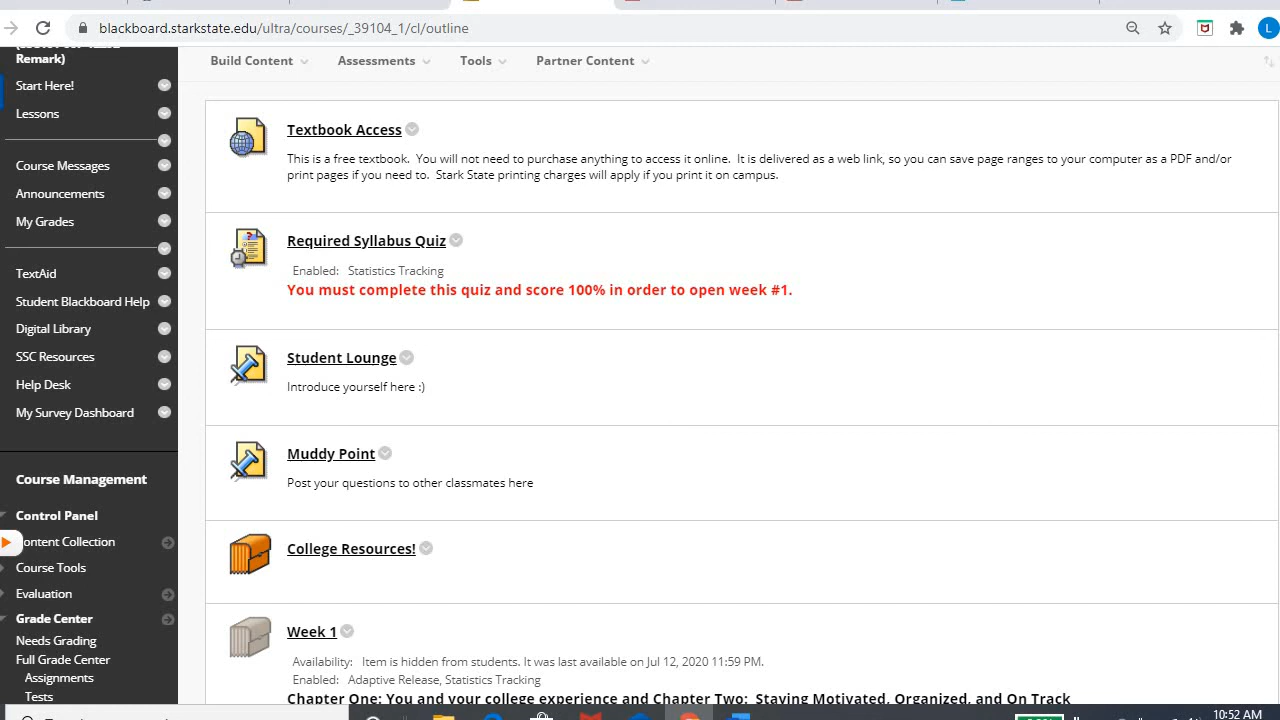 blackboard.starkstate.edu/ultra/courses/_39104_1/cl/outline
L
Remark)
Start Here!
Lessons
Course Messages
Announcements
My Grades
TextAid
Student Blackboard Help
Digital Library
SSC Resources
Help Desk
My Survey Dashboard
Course Management
Control Panel
ontent Collection
Course Tools
Evaluation
Grade Center
Needs Grading
Full Grade Center
Assignments
Tests
Build Content
Assessments
Tools
Partner Content
Textbook Access
This is a free textbook. You will not need to purchase anything to access it online. It is delivered as a web link, so you can save page ranges to your computer as a PDF and/or
print pages if you need to. Stark State printing charges will apply if you print it on campus.
Required Syllabus Quiz
Enabled: Statistics Tracking
You must complete this quiz and score 100% in order to open week #1.
Student Lounge
Introduce yourself here :)
Muddy Point
Post your questions to other classmates here
College Resources!
Week 1
Availability: Item is hidden from students. It was last available on Jul 12, 2020 11:59 PM.
Enabled: Adaptive Release, Statistics Tracking
Chapter One: You and your college experience and Chapter Two: Staying Motivated, Organized, and On Track
10:52 AM